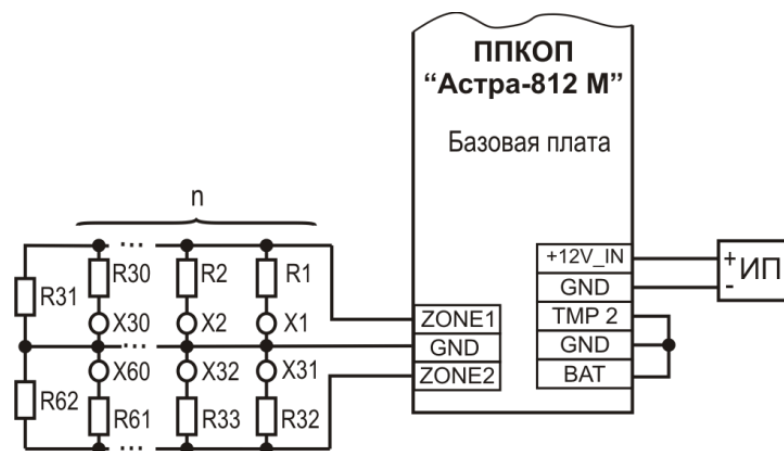 ППКОП
“Астра-812 М”
Базовая плата
n
...
R30
R2
R1
R31
X30
X2
X1
...
R62
X60
X32
X31
R61
R33
R32
...
ZONE1
GND
ZONE2
+12V_IN
GND
TMP 2
GND
BAT
+
-
ИП